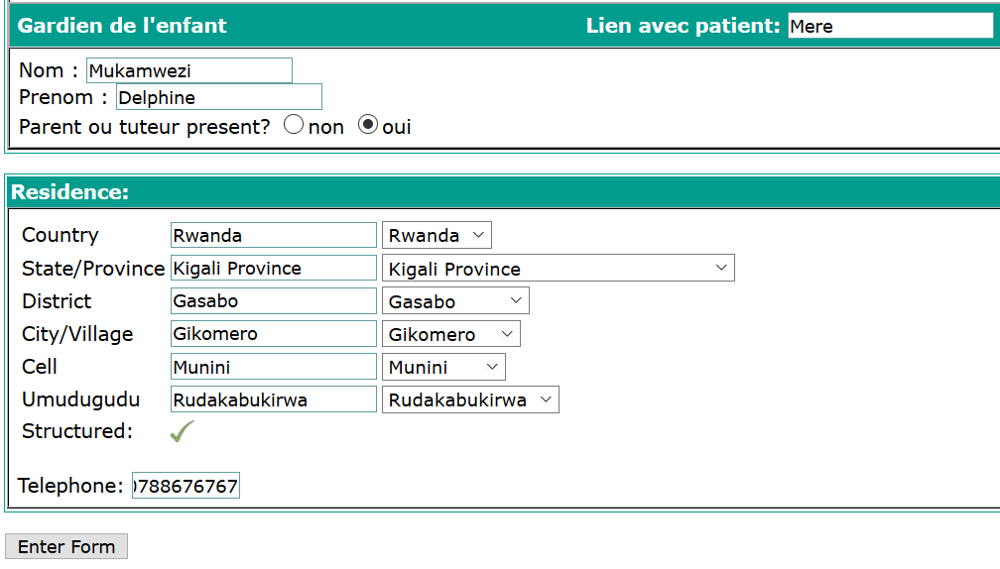 Gardien de l'enfant Lien avec patient: Mere
Nom : Mukamwezi
Prenom : Delphine
Parent ou tuteur present? non oui
Residence:
Country Rwanda Rwanda
State/Province Kigali Province Kigali Province
District Gasabo Gasabo
City/Village Gikomero Gikomero
Cell Munini Munini
Umudugudu Rudakabukirwa Rudakabukirwa
Structured:
Telephone: 0788676767
Enter Form